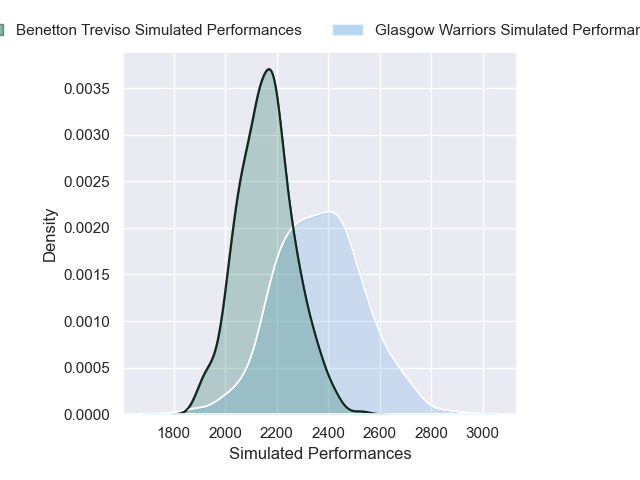 Benetton Treviso Simulated Performances
Glasgow Warriors Simulated
0.0035
0.0030
0.0025
0.0020
0.0015
0.0010
0.0005
0.0000
Density
1800 2000 2200 2400 2600 2800 3000
Simulated Performances